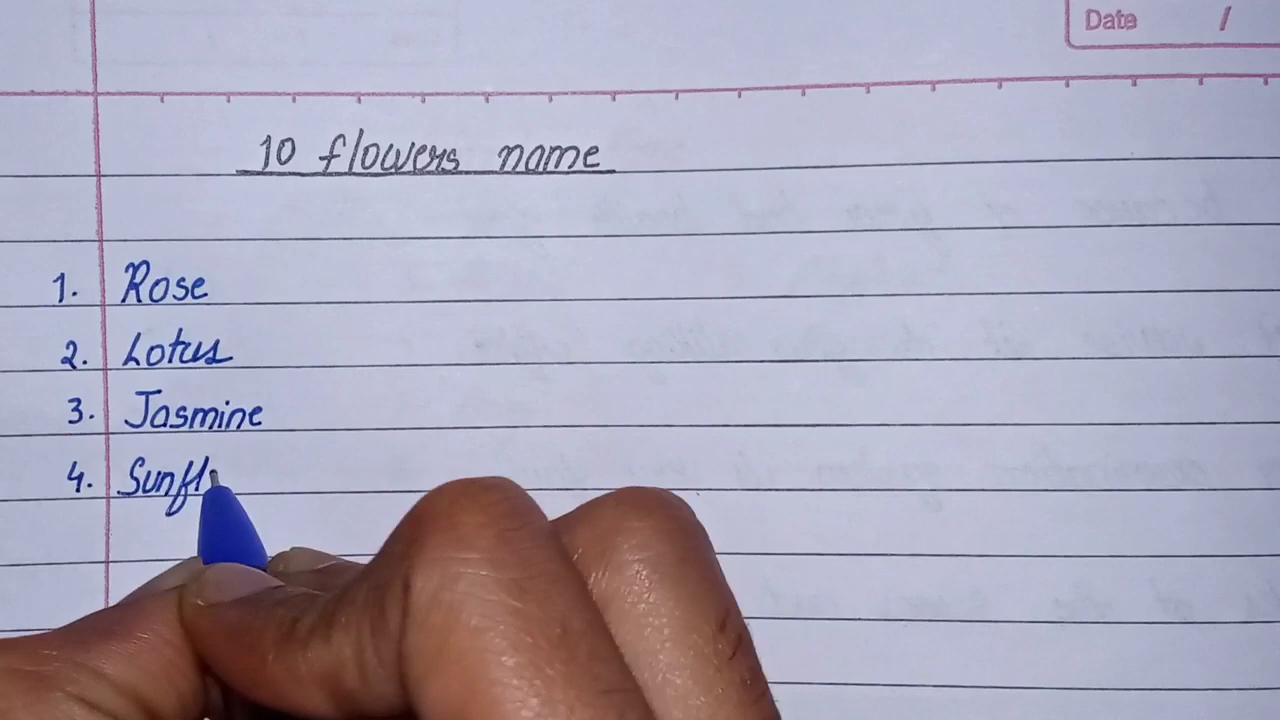 Date /
10 flowers name
1. Rose
2. Lotus
3. Jasmine
4. Sunfl